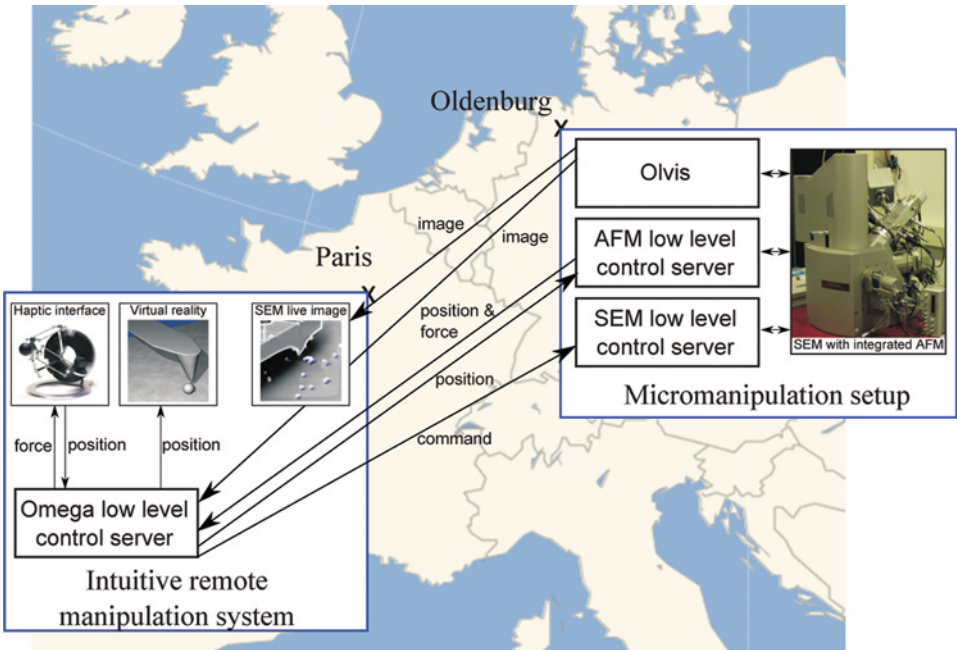 Oldenburg
Olvis
image
image
AFM low level
control server
Paris
Haptic interface
Virtual reality
SEM live image
position &
force
SEM low level
control server
SEM with integrated AFM
position
Micromanipulation setup
command
force
position
position
Omega low level
control server
Intuitive remote
manipulation system